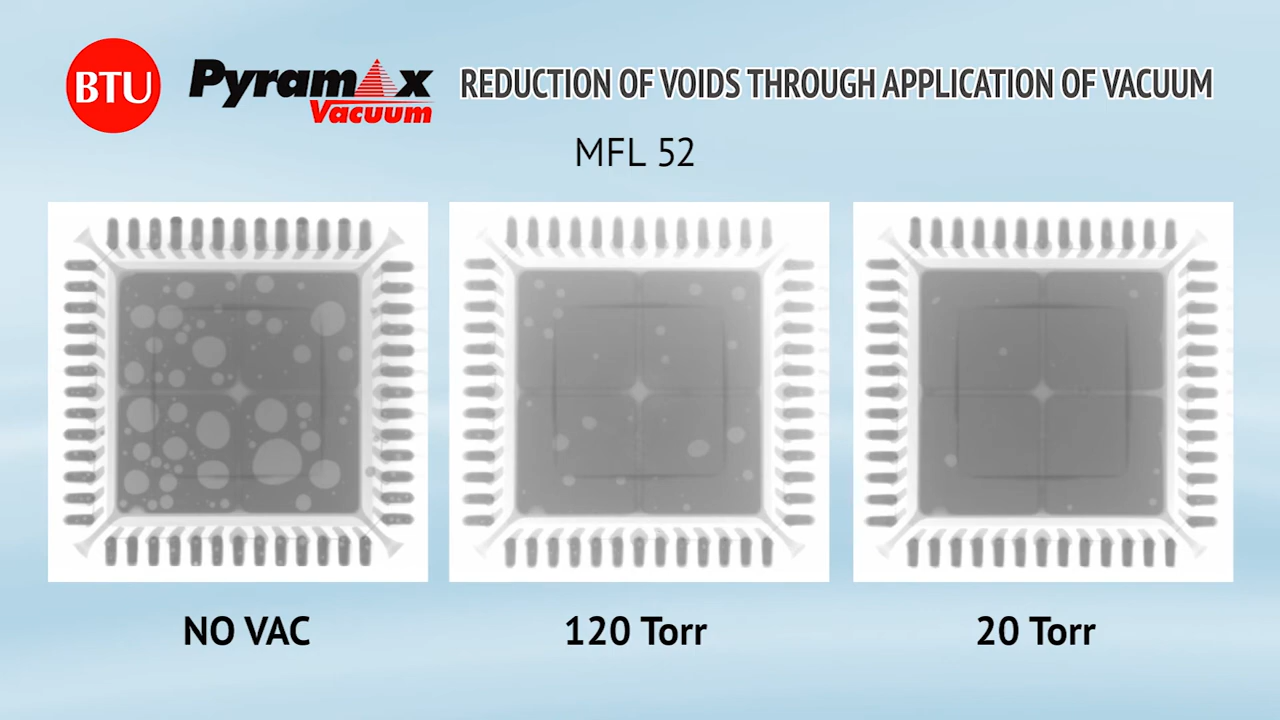 BTU
Pyramax
Vacuum
REDUCTION OF VOIDS THROUGH APPLICATION OF VACUUM
MFL 52
NO VAC
120 Torr
20 Torr